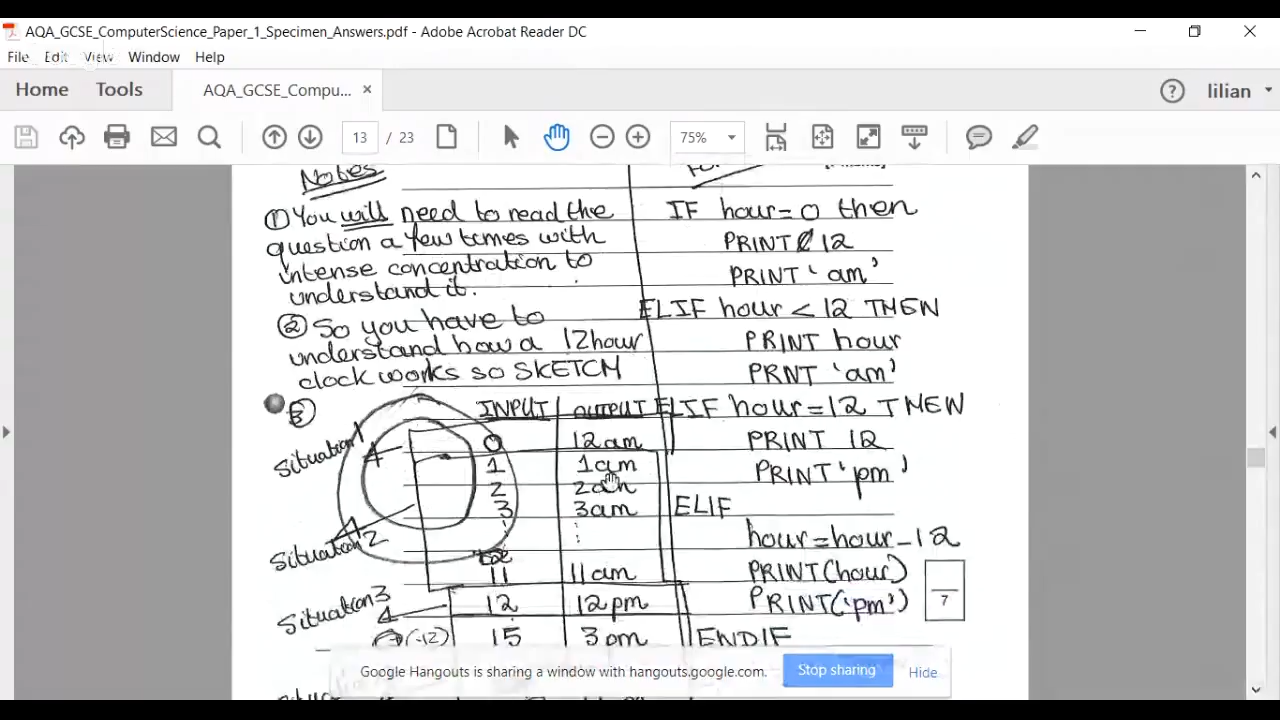 AQA_GCSE_ComputerScience_Paper_1_Specimen_Answers.pdf - Adobe Acrobat Reader DC
File Edit View Window Help
Home Tools AQA_GCSE_Compu... × ? lilian
13 / 23 75%
Notes
① You will need to read the
question a few times with
intense concentration to
understand it.
② So you have to
understand how a 12hour
clock works so SKETCH
③
INPUT OUTPUT
Situation 1
0 12am
1 1am
2 2am
3 3am
Situation 2
11 11am
Situation 3
12 12pm
(-12) 15 3pm
IF hour = 0 then
PRINT 12
PRINT 'am'
ELIF hour < 12 THEN
PRINT hour
PRNT 'am'
ELIF hour = 12 THEN
PRINT 12
PRINT 'pm'
ELIF
hour = hour - 12
PRINT(hour)
PRINT('pm')
7
ENDIF
Google Hangouts is sharing a window with hangouts.google.com. Stop sharing Hide